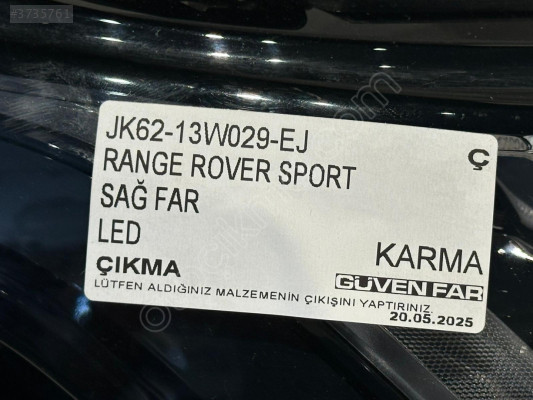 #3735761
JK62-13W029-EJ
Ç
RANGE ROVER SPORT
SAĞ FAR
LED
KARMA
ÇIKMA
GÜVEN FAR
LÜTFEN ALDIĞINIZ MALZEMENİN ÇIKIŞINI YAPTIRINIZ.
20.05.2025